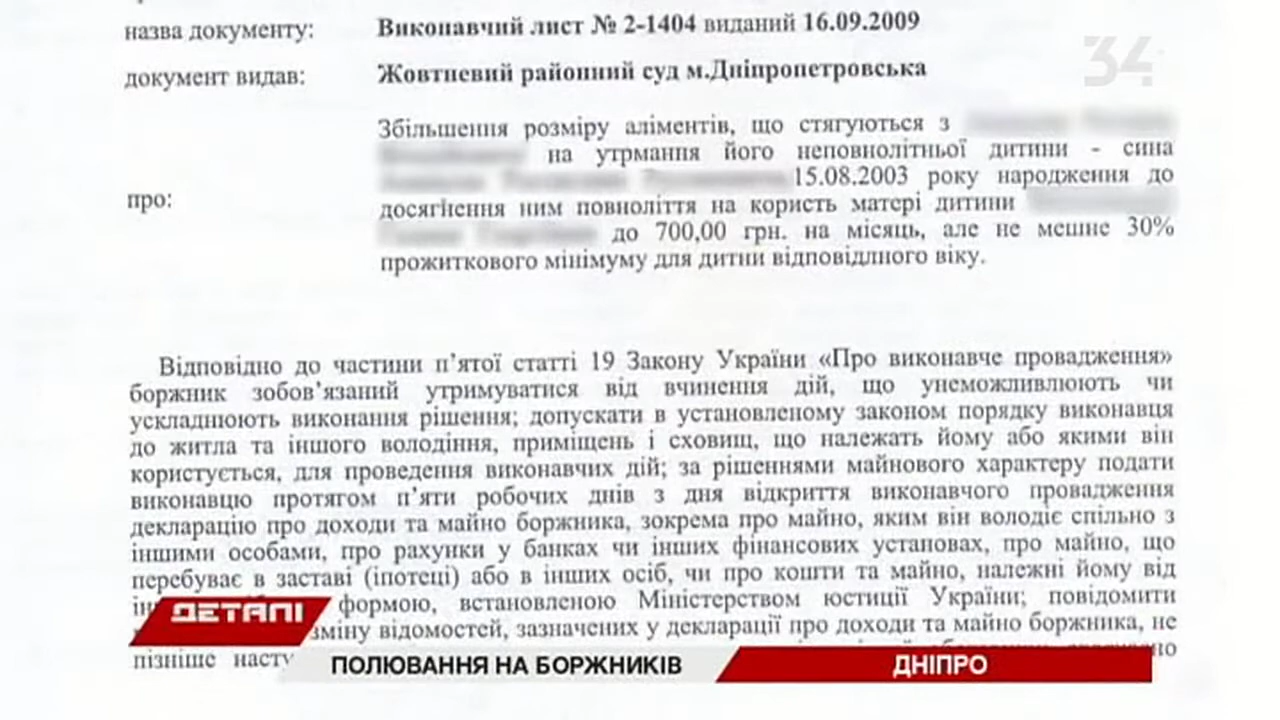 назва документу: Виконавчий лист № 2-1404 виданий 16.09.2009
34
документ видав: Жовтневий районний суд м.Дніпропетровська
Збільшення розміру аліментів, що стягуються з
на утрмання його неповнолітньої дитини - сина
15.08.2003 року народження до
про:
досягнення ним повноліття на користь матері дитини
до 700,00 грн. на місяць, але не мешне 30%
прожиткового мінімуму для дитни відповідлного віку.
Відповідно до частини п’ятої статті 19 Закону України «Про виконавче провадження»
боржник зобов’язаний утримуватися від вчинення дій, що унеможливлюють чи
ускладнюють виконання рішення; допускати в установленому законом порядку виконавця
до житла та іншого володіння, приміщень і сховищ, що належать йому або якими він
користується, для проведення виконавчих дій; за рішеннями майнового характеру подати
виконавцю протягом п’яти робочих днів з дня відкриття виконавчого провадження
декларацію про доходи та майно боржника, зокрема про майно, яким він володіє спільно з
іншими особами, про рахунки у банках чи інших фінансових установах, про майно, що
перебуває в заставі (іпотеці) або в інших осіб, чи про кошти та майно, належні йому від
формою, встановленою Міністерством юстиції України; повідомити
ДЕТАЛІ
зміну відомостей, зазначених у декларації про доходи та майно боржника, не
пізніше
ПОЛЮВАННЯ НА БОРЖНИКІВ ДНІПРО